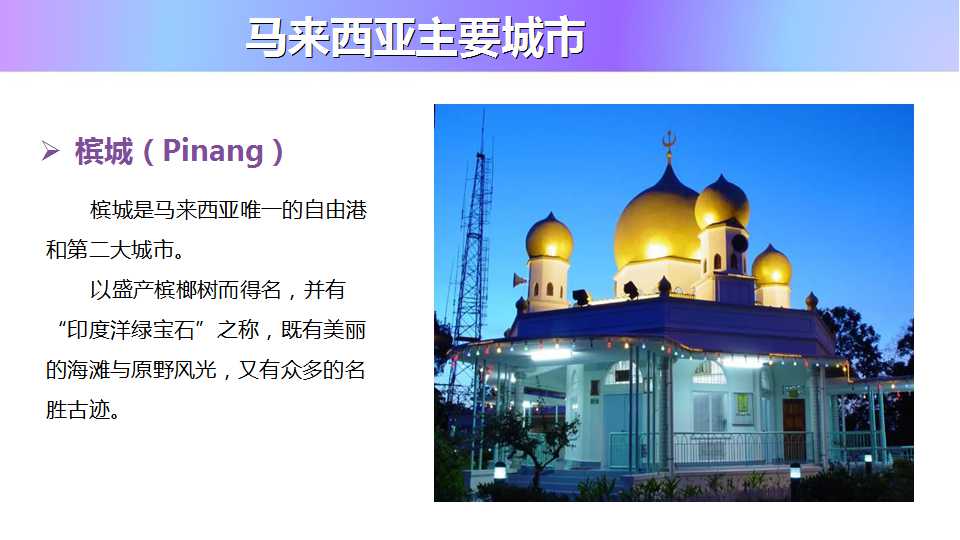 马来西亚主要城市
槟城（Pinang）
槟城是马来西亚唯一的自由港
和第二大城市。
以盛产槟榔树而得名，并有
“印度洋绿宝石”之称，既有美丽
的海滩与原野风光，又有众多的名
胜古迹。